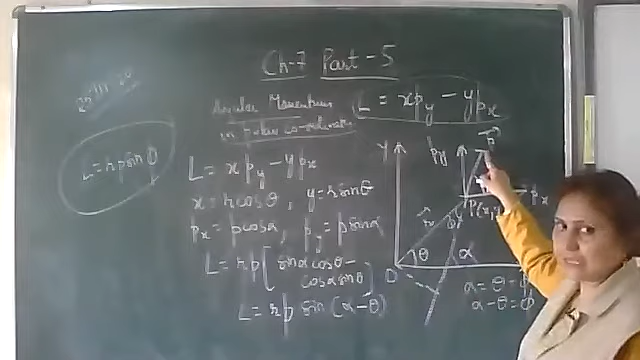 Ch-7 Part-5
Angular Momentum
in Polar co-ordinates
L = xpy - ypx
L = rp sin φ
L = xpy - ypx
x = r cosθ, y = r sinθ
px = p cosα, py = p sinα
L = rp [sinα cosθ -
cosα sinθ]
L = rp sin (α - θ)
Y
py
px
P(x,y)
r
θ
α
O
α = θ + φ
α - θ = φ